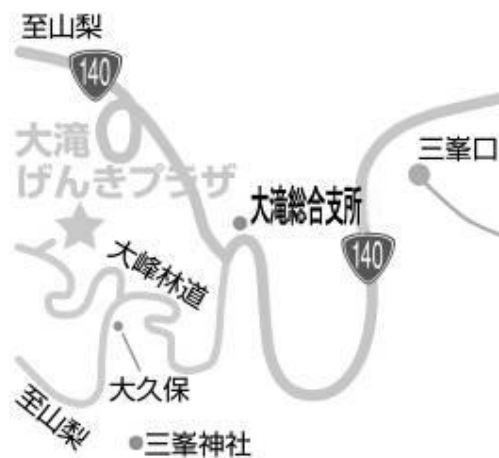 至山梨
140
大滝
げんきプラザ
三峯口
大滝総合支所
140
大峰林道
大久保
至山梨
三峯神社